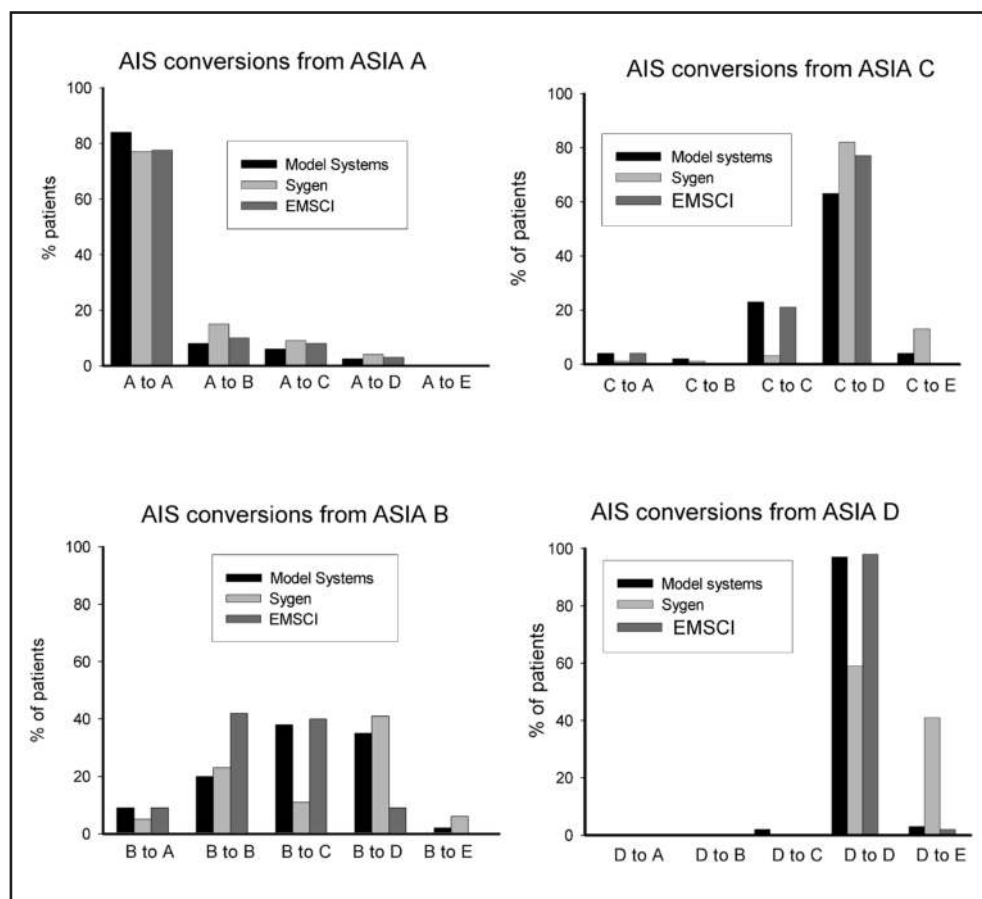 AIS conversions from ASIA A
100
80
60
40
20
0
% patients
Model Systems
Sygen
EMSCI
A to A
A to B
A to C
A to D
A to E
AIS conversions from ASIA C
100
80
60
40
20
0
% of patients
Model systems
Sygen
EMSCI
C to A
C to B
C to C
C to D
C to E
AIS conversions from ASIA B
100
80
60
40
20
0
% of patients
Model Systems
Sygen
EMSCI
B to A
B to B
B to C
B to D
B to E
AIS conversions from ASIA D
100
80
60
40
20
0
% of patients
Model systems
Sygen
EMSCI
D to A
D to B
D to C
D to D
D to E